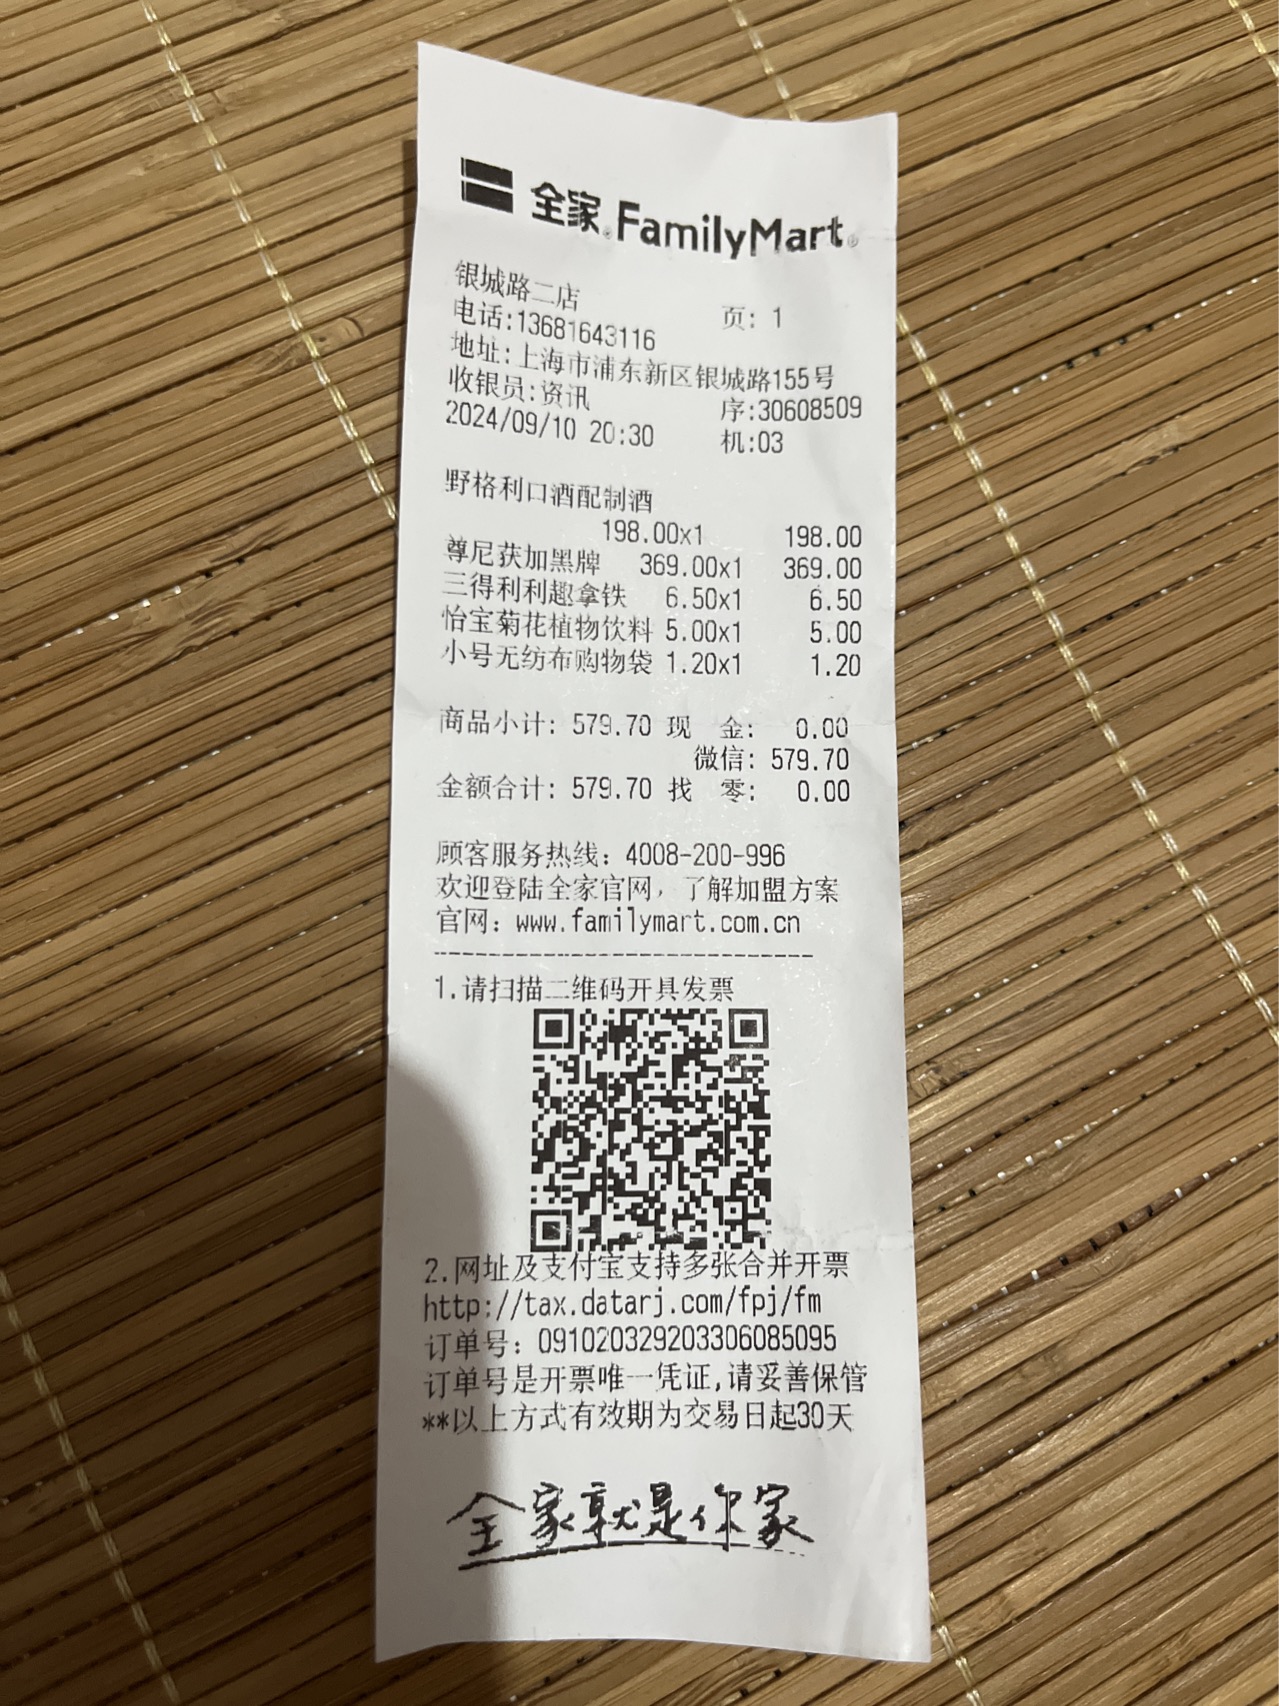 全家 FamilyMart
银城路二店 页: 1
电话:13681643116
地址:上海市浦东新区银城路155号
收银员:资讯 序:30608509
2024/09/10 20:30 机:03
野格利口酒配制酒
198.00x1 198.00
尊尼获加黑牌 369.00x1 369.00
三得利利趣拿铁 6.50x1 6.50
怡宝菊花植物饮料 5.00x1 5.00
小号无纺布购物袋 1.20x1 1.20
商品小计: 579.70 现 金: 0.00
微信: 579.70
金额合计: 579.70 找 零: 0.00
顾客服务热线: 4008-200-996
欢迎登陆全家官网，了解加盟方案
官网: www.familymart.com.cn
1.请扫描二维码开具发票
2.网址及支付宝支持多张合并开票
http://tax.datarj.com/fpj/fm
订单号: 0910203292033060850​95
订单号是开票唯一凭证,请妥善保管
**以上方式有效期为交易日起30天
全家就是你家